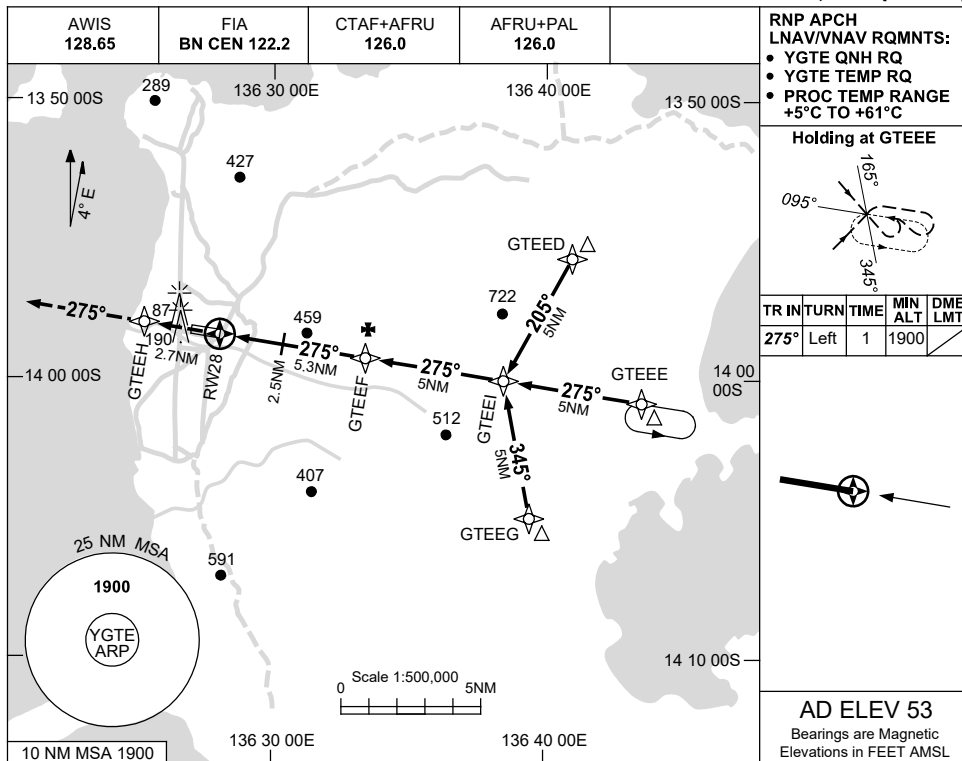 AWIS
128.65
FIA
BN CEN 122.2
CTAF+AFRU
126.0
AFRU+PAL
126.0
RNP APCH
LNAV/VNAV RQMNTS:
• YGTE QNH RQ
• YGTE TEMP RQ
• PROC TEMP RANGE
+5°C TO +61°C
Holding at GTEEE
165°
095°
345°
TR IN TURN TIME MIN ALT DME LMT
275° Left 1 1900
136 30 00E
136 40 00E
13 50 00S
13 50 00S
289
427
4° E
GTEED
722
205°
5NM
275°
87
190
2.7NM
GTEEH
RW28
459
2.5NM
275°
5.3NM
GTEEF
275°
5NM
GTEEI
275°
5NM
GTEEE
14 00 00S
14 00
00S
512
345°
5NM
GTEEG
407
591
25 NM MSA
1900
YGTE
ARP
Scale 1:500,000
0 5NM
14 10 00S
10 NM MSA 1900
136 30 00E
136 40 00E
AD ELEV 53
Bearings are Magnetic
Elevations in FEET AMSL